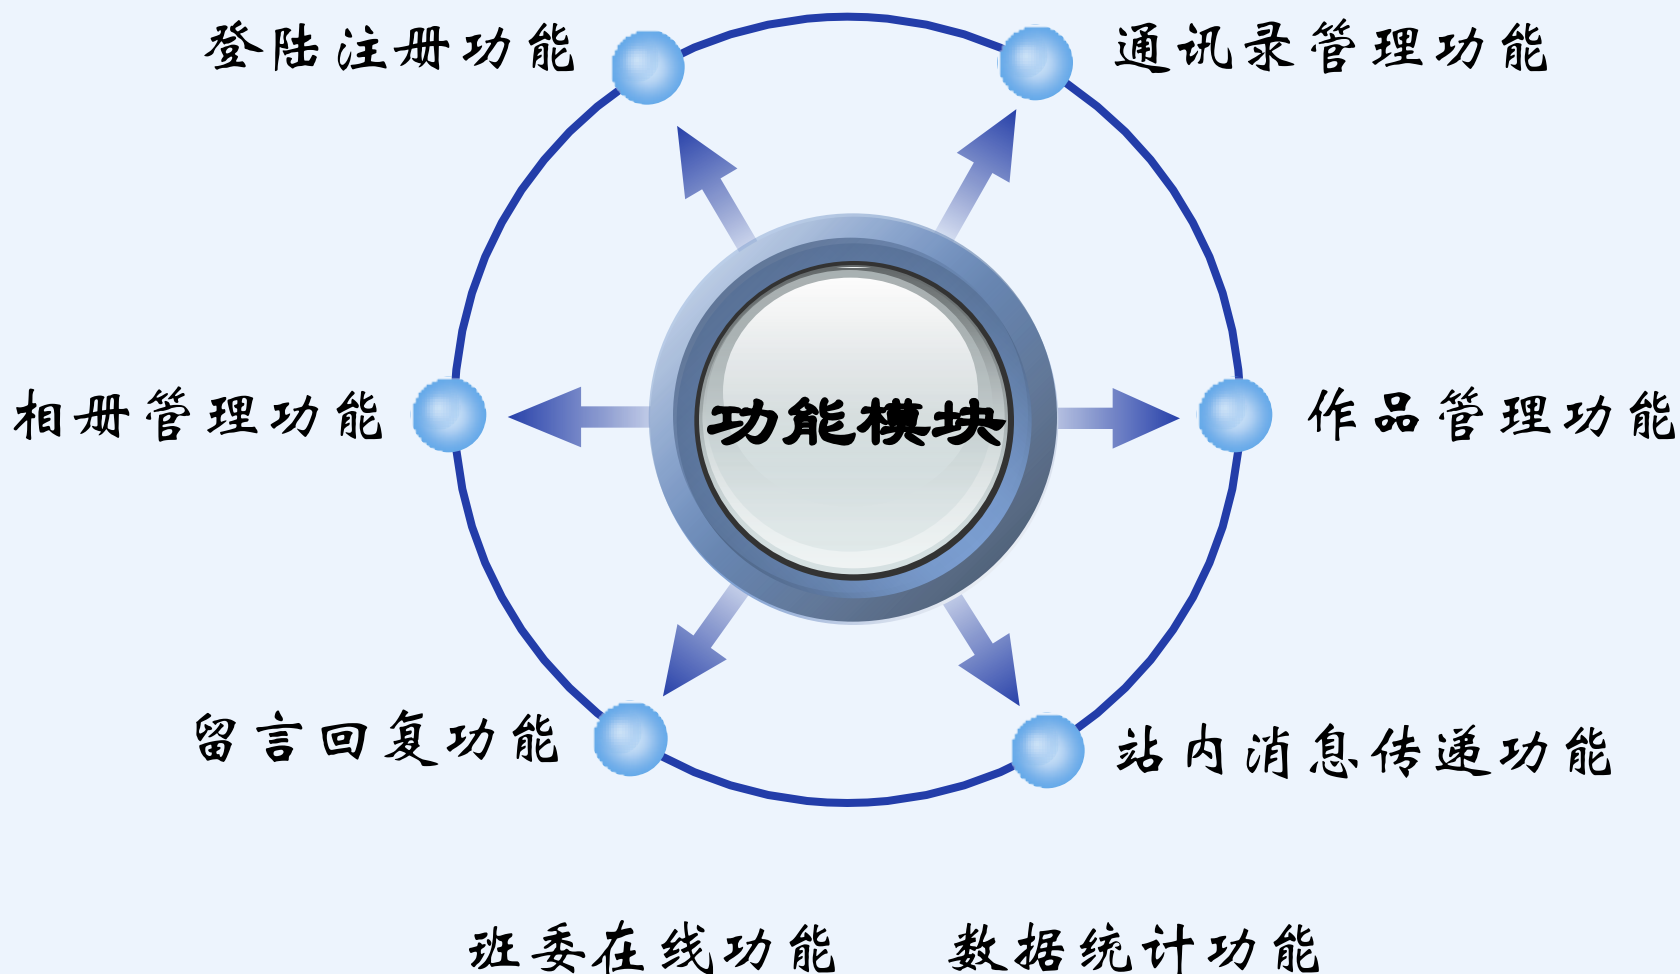 登陆注册功能
通讯录管理功能
相册管理功能
功能模块
作品管理功能
留言回复功能
站内消息传递功能
班委在线功能
数据统计功能